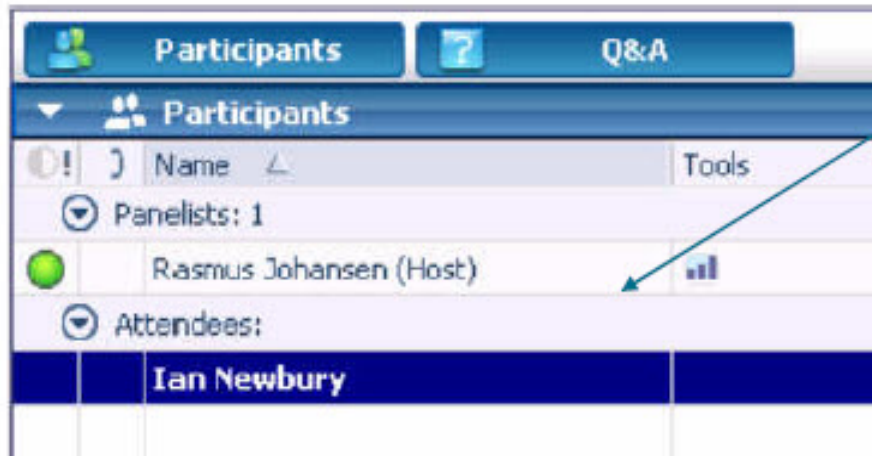 Participants Q&A
Participants
! Name Tools
Panelists: 1
Rasmus Johansen (Host)
Attendees:
Ian Newbury